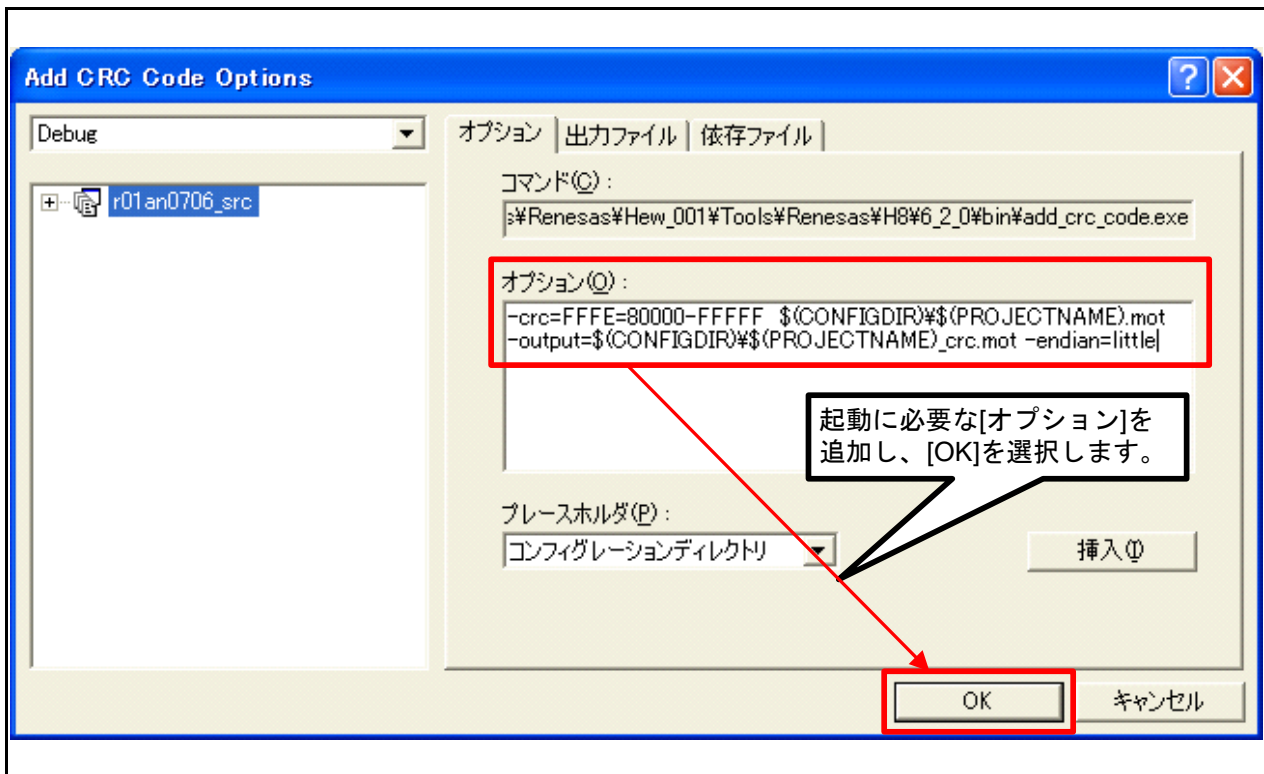 Add CRC Code Options
Debug
r01an0706_src
オプション 出力ファイル 依存ファイル
コマンド(C) :
s¥Renesas¥Hew_001¥Tools¥Renesas¥H8¥6_2_0¥bin¥add_crc_code.exe
オプション(O) :
-crc=FFFE=80000-FFFFF $(CONFIGDIR)¥$(PROJECTNAME).mot
-output=$(CONFIGDIR)¥$(PROJECTNAME)_crc.mot -endian=little
起動に必要な[オプション]を
追加し、[OK]を選択します。
プレースホルダ(P) :
コンフィグレーションディレクトリ
挿入(I)
OK
キャンセル